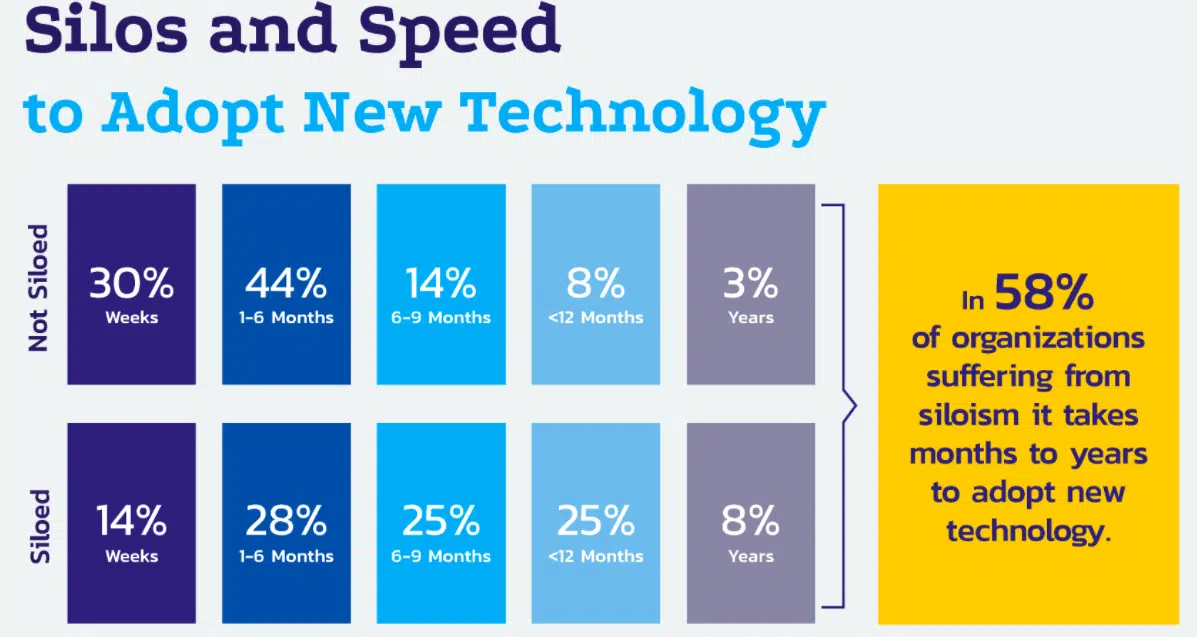 Silos and Speed
to Adopt New Technology
Not Siloed
30%
Weeks
44%
1-6 Months
14%
6-9 Months
8%
<12 Months
3%
Years
Siloed
14%
Weeks
28%
1-6 Months
25%
6-9 Months
25%
<12 Months
8%
Years
In 58%
of organizations
suffering from
siloism it takes
months to years
to adopt new
technology.